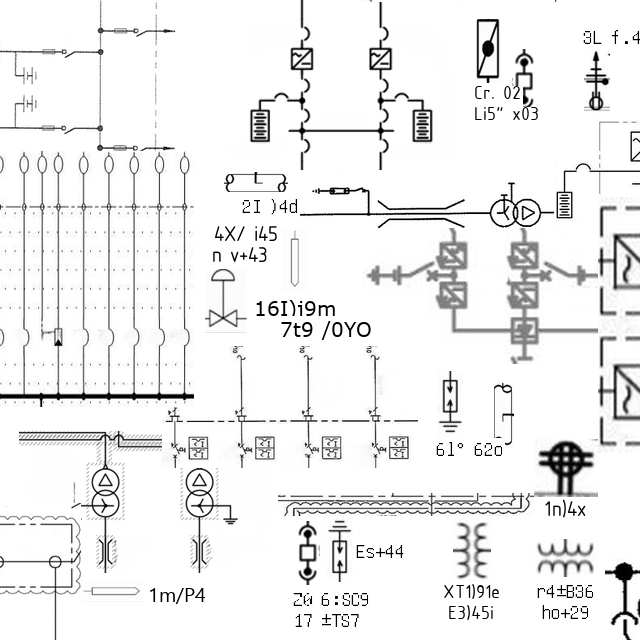 3L f.4
Cr. 02
Li5“ x03
2I )4d
4X/ i45
n v+43
16I)i9m
7t9 /0YO
61° 62o
1n)4x
Es+44
1m/P4
Z0 6:SC9
17 ±TS7
XT1)91e
E3)45i
r4±B36
ho+29